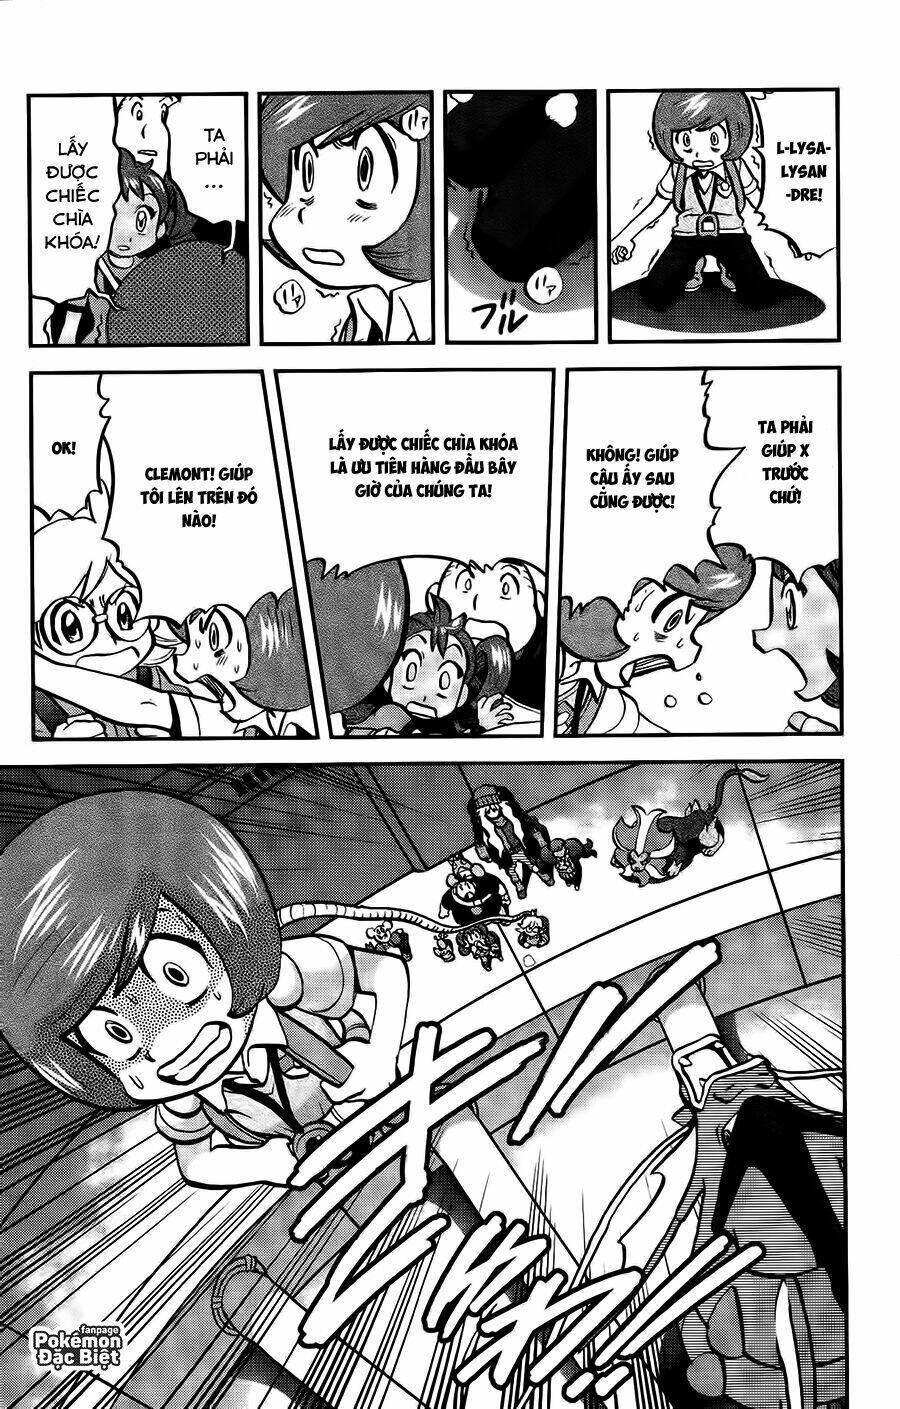 L-LYSA-
LYSAN
-DRE!
ブル
TA
PHẢI
...
LẤY
ĐƯỢC
CHIẾC
CHÌA
KHÓA!
TA PHẢI
GIÚP X
TRƯỚC
CHỨ!
KHÔNG! GIÚP
CẬU ẤY SAU
CŨNG ĐƯỢC!
LẤY ĐƯỢC CHIẾC CHÌA KHÓA
LÀ ƯU TIÊN HÀNG ĐẦU BÂY
GIỜ CỦA CHÚNG TA!
CLEMONT! GIÚP
TÔI LÊN TRÊN ĐÓ
NÀO!
OK!
fanpage
Pokémon
Đặc Biệt